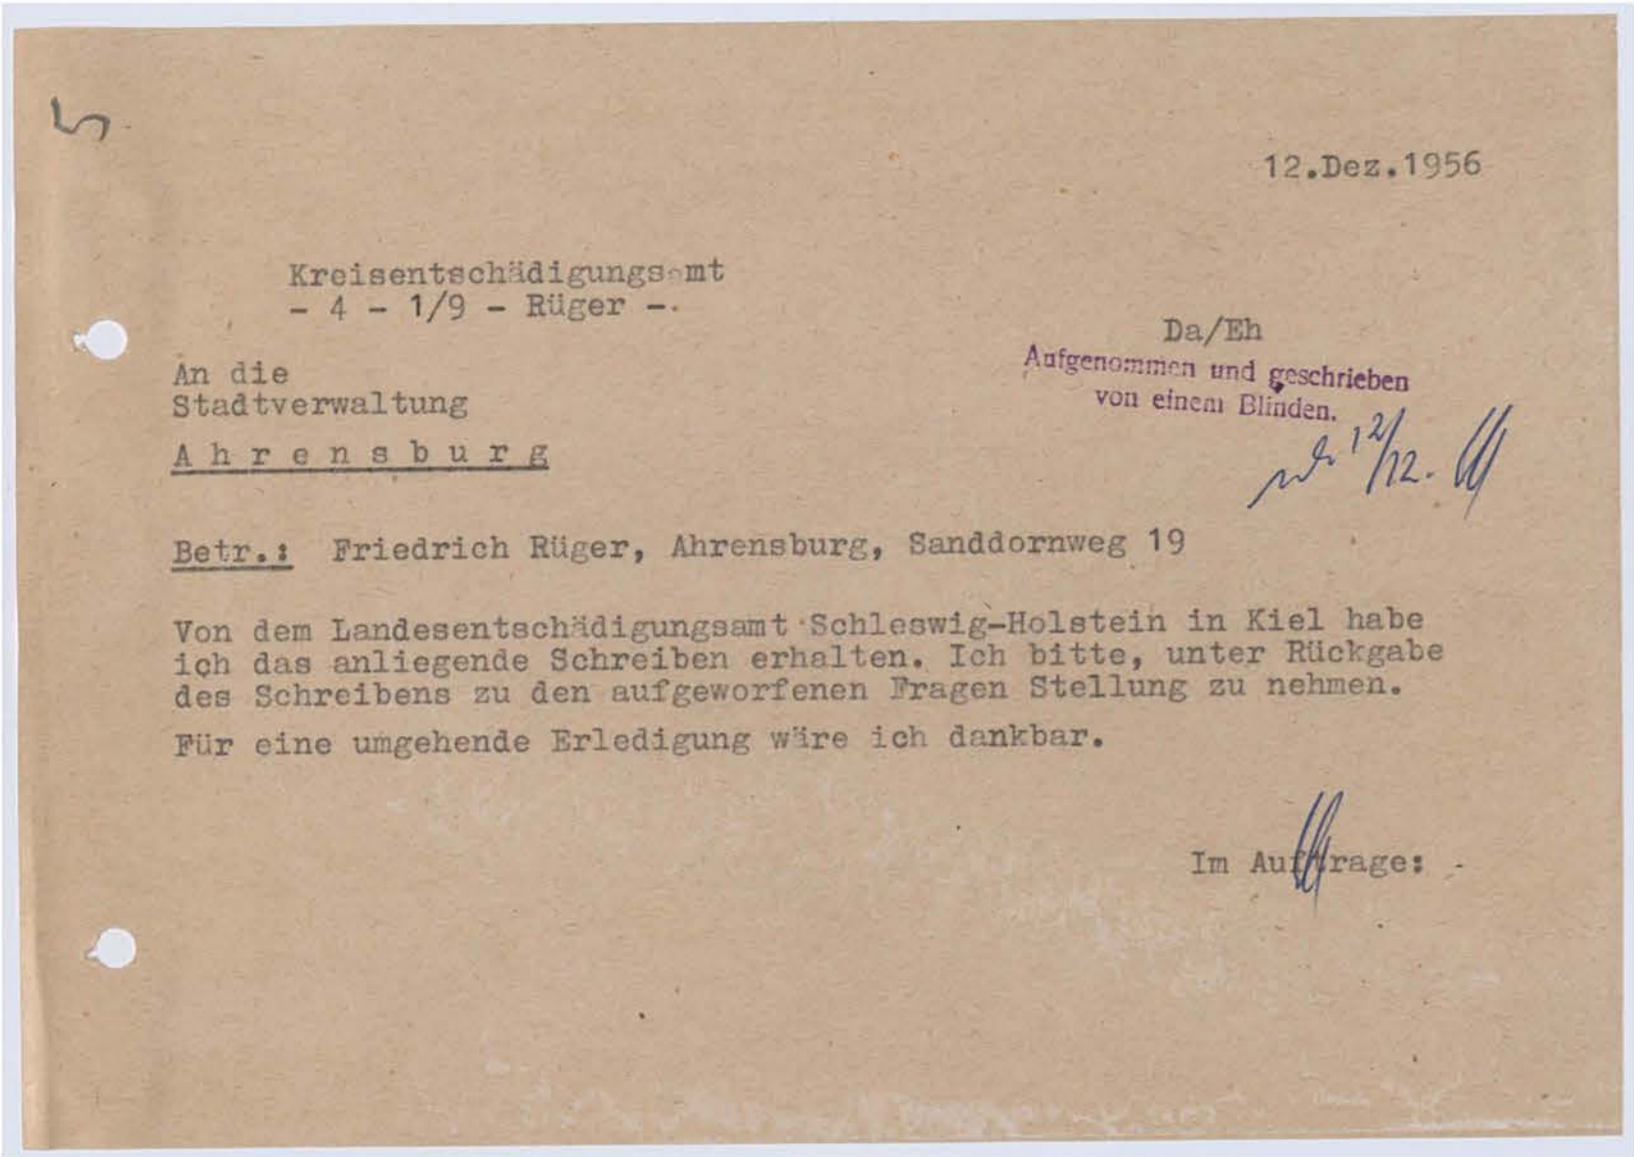 5
12.Dez.1956
Kreisentschädigungsamt
- 4 - 1/9 - Rüger -.
Da/Eh
Aufgenommen und geschrieben
von einem Blinden.
12/12.
An die
Stadtverwaltung
Ahrensburg
Betr.: Friedrich Rüger, Ahrensburg, Sanddornweg 19
Von dem Landesentschädigungsamt Schleswig-Holstein in Kiel habe
ich das anliegende Schreiben erhalten. Ich bitte, unter Rückgabe
des Schreibens zu den aufgeworfenen Fragen Stellung zu nehmen.
Für eine umgehende Erledigung wäre ich dankbar.
Im Auftrage: